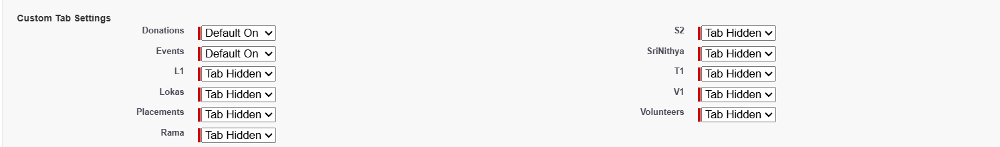 Custom Tab Settings
Donations Default On S2 Tab Hidden
Events Default On SriNithya Tab Hidden
L1 Tab Hidden T1 Tab Hidden
Lokas Tab Hidden V1 Tab Hidden
Placements Tab Hidden Volunteers Tab Hidden
Rama Tab Hidden